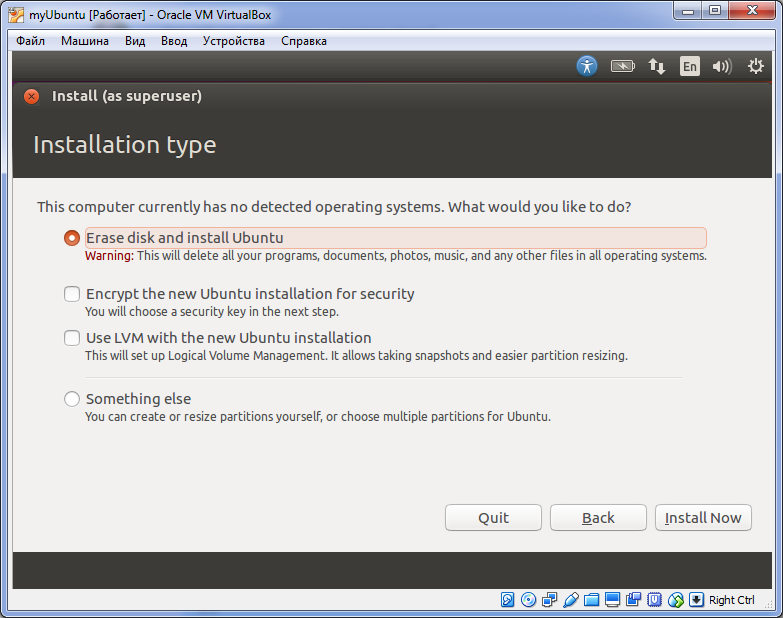 myUbuntu [Работает] - Oracle VM VirtualBox
Файл Машина Вид Ввод Устройства Справка
En
Install (as superuser)
Installation type
This computer currently has no detected operating systems. What would you like to do?
Erase disk and install Ubuntu
Warning: This will delete all your programs, documents, photos, music, and any other files in all operating systems.
Encrypt the new Ubuntu installation for security
You will choose a security key in the next step.
Use LVM with the new Ubuntu installation
This will set up Logical Volume Management. It allows taking snapshots and easier partition resizing.
Something else
You can create or resize partitions yourself, or choose multiple partitions for Ubuntu.
Quit Back Install Now
Right Ctrl